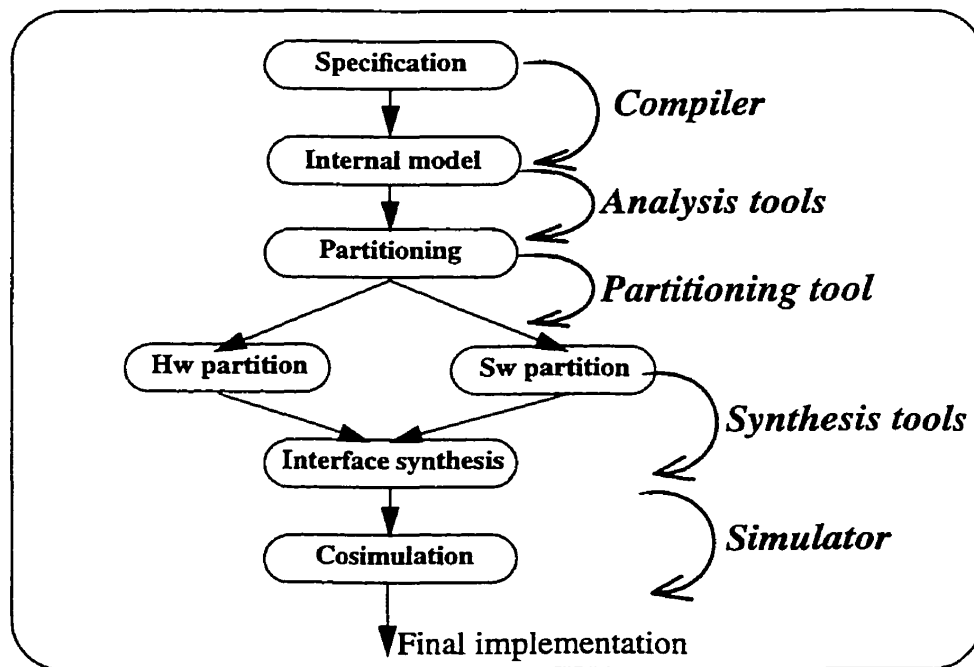 Specification
Compiler
Internal model
Analysis tools
Partitioning
Partitioning tool
Hw partition
Sw partition
Synthesis tools
Interface synthesis
Simulator
Cosimulation
Final implementation